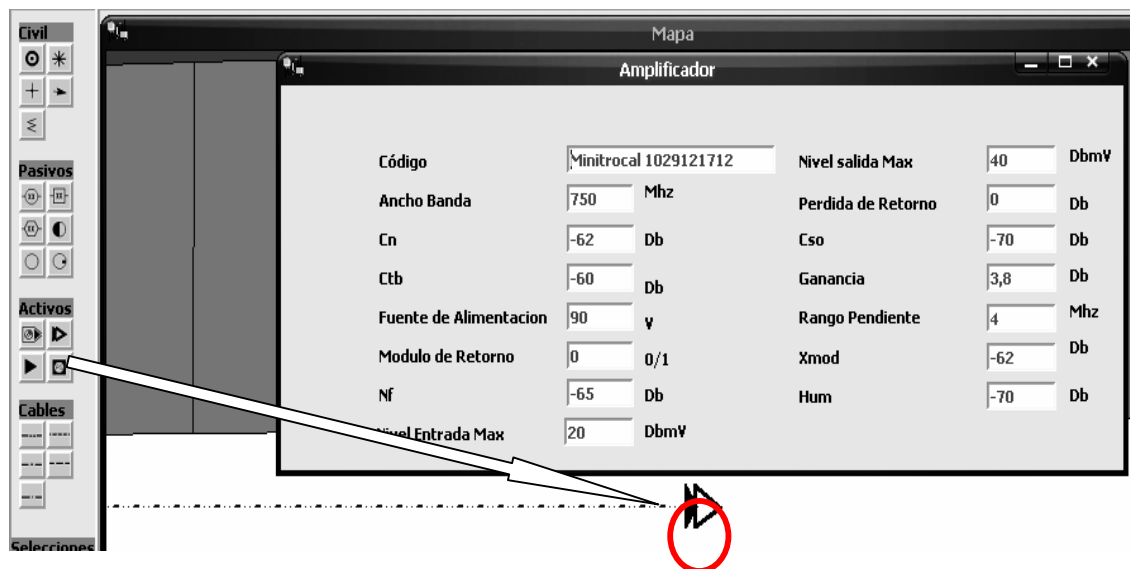 Civil
Pasivos
Activos
Cables
Selecciones
Mapa
Amplificador
Código Minitrocal 1029121712 Nivel salida Max 40 DbmV
Ancho Banda 750 Mhz Perdida de Retorno 0 Db
Cn -62 Db Cso -70 Db
Ctb -60 Db Ganancia 3,8 Db
Fuente de Alimentacion 90 V Rango Pendiente 4 Mhz
Modulo de Retorno 0 0/1 Xmod -62 Db
Nf -65 Db Hum -70 Db
Nivel Entrada Max 20 DbmV